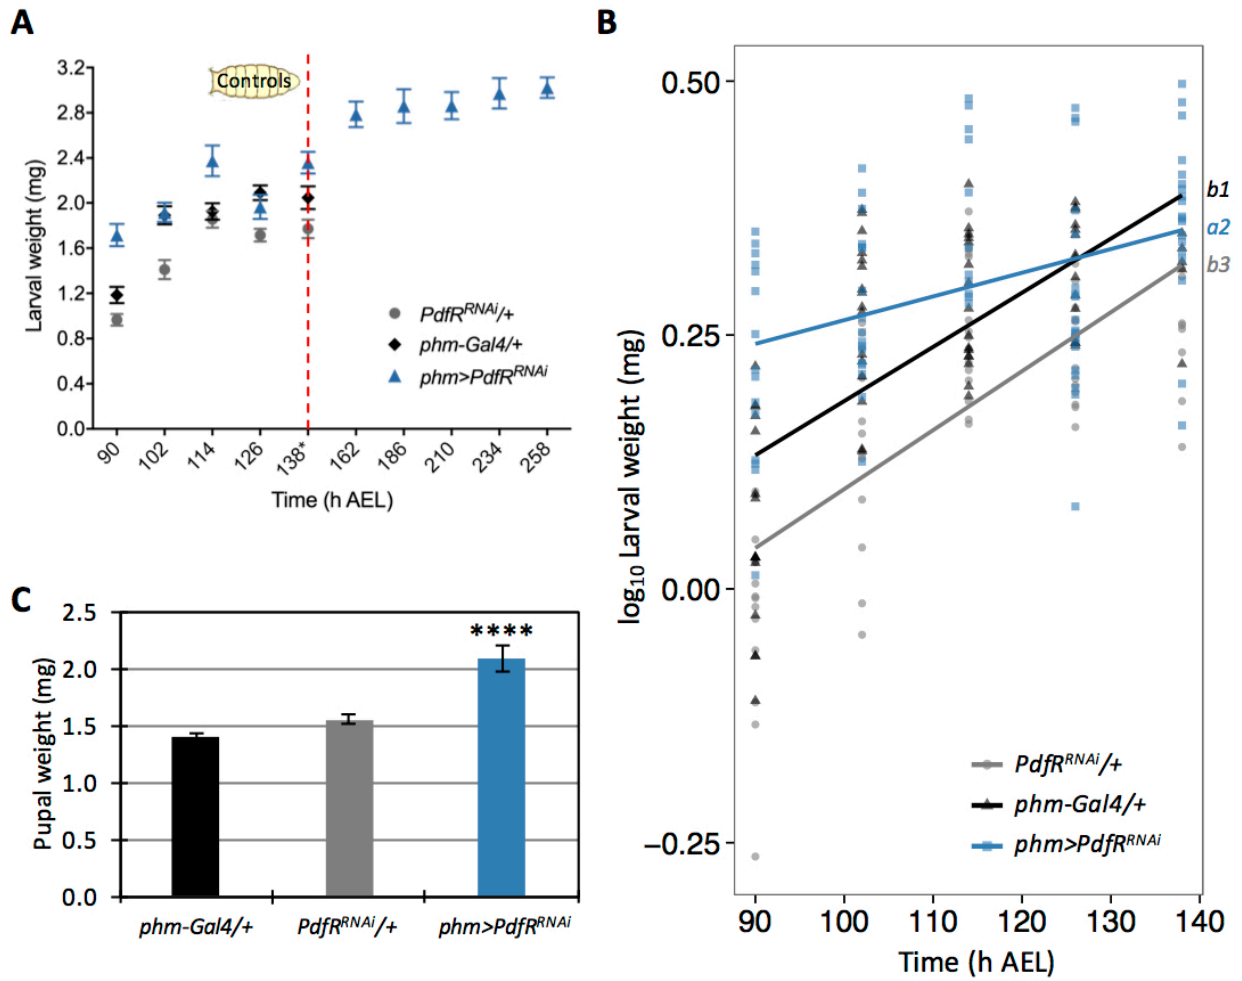 A
Controls
3.2
2.8
2.4
2.0
1.6
1.2
0.8
0.4
0.0
Larval weight (mg)
PdfR^RNAi/+
phm-Gal4/+
phm>PdfR^RNAi
90
102
114
126
138*
162
186
210
234
258
Time (h AEL)
B
0.50
0.25
0.00
−0.25
log₁₀ Larval weight (mg)
b1
a2
b3
PdfR^RNAi/+
phm-Gal4/+
phm>PdfR^RNAi
90 100 110 120 130 140
Time (h AEL)
C
2.5
2.0
1.5
1.0
0.5
0.0
Pupal weight (mg)
****
phm-Gal4/+
PdfR^RNAi/+
phm>PdfR^RNAi